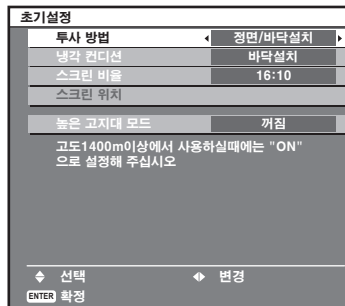 초기설정
투사 방법 정면/바닥설치
냉각 컨디션 바닥설치
스크린 비율 16:10
스크린 위치
높은 고지대 모드 꺼짐
고도1400m이상에서 사용하실때에는 "ON"
으로 설정해 주십시오
선택 변경
ENTER 확정